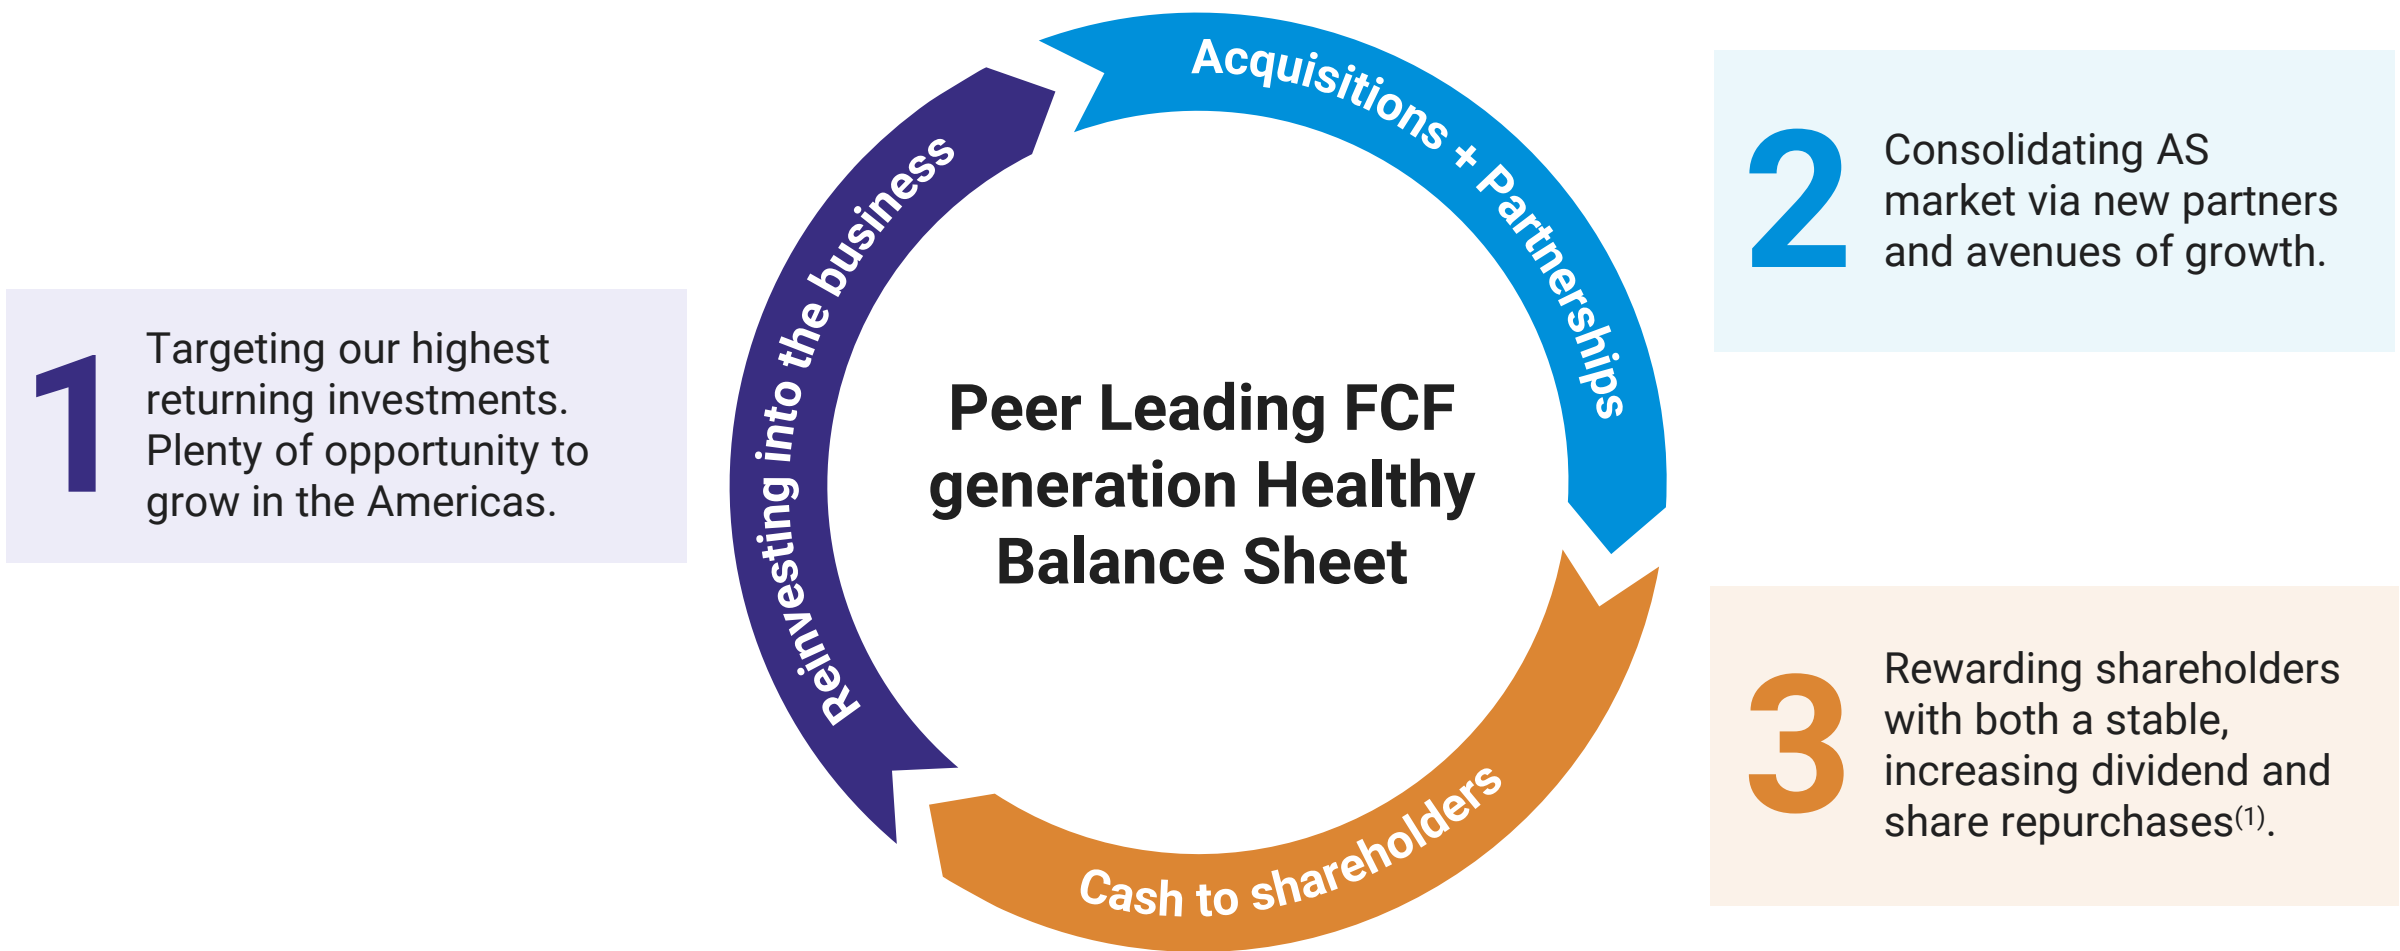 1
Targeting our highest
returning investments.
Plenty of opportunity to
grow in the Americas.
Reinvesting into the business
Acquisitions + Partnerships
Cash to shareholders
Peer Leading FCF
generation Healthy
Balance Sheet
2
Consolidating AS
market via new partners
and avenues of growth.
3
Rewarding shareholders
with both a stable,
increasing dividend and
share repurchases(1).